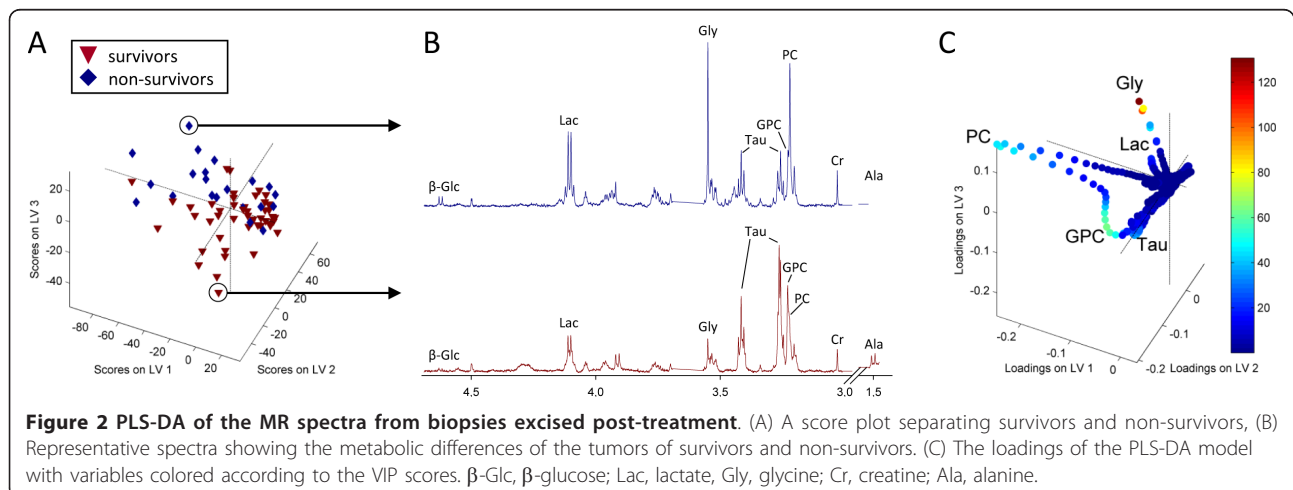 A
survivors
non-survivors
Scores on LV 3
20
0
-20
-40
-80
-60
-40
-20
0
20
Scores on LV 1
60
40
20
0
-20
-40
Scores on LV 2
B
Gly
PC
Lac
GPC
Tau
Cr
β-Glc
Ala
Tau
GPC
PC
Lac
Gly
Cr
Ala
β-Glc
4.5
4.0
3.5
3.0
1.5
C
Gly
PC
Lac
GPC
Tau
Loadings on LV 3
0.1
0
-0.1
-0.2
-0.2
-0.1
0
Loadings on LV 1
0
-0.1
-0.2
Loadings on LV 2
120
100
80
60
40
20
Figure 2 PLS-DA of the MR spectra from biopsies excised post-treatment. (A) A score plot separating survivors and non-survivors, (B)
Representative spectra showing the metabolic differences of the tumors of survivors and non-survivors. (C) The loadings of the PLS-DA model
with variables colored according to the VIP scores. β-Glc, β-glucose; Lac, lactate, Gly, glycine; Cr, creatine; Ala, alanine.